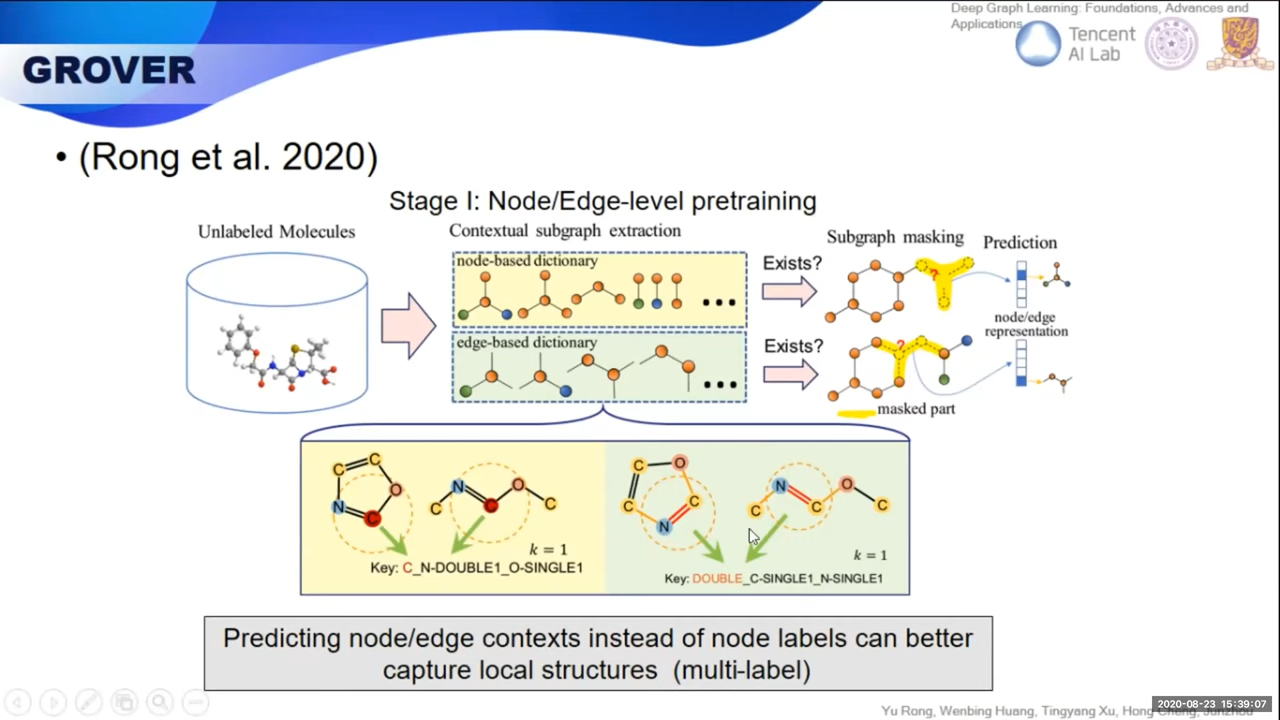 Deep Graph Learning: Foundations, Advances and
Applications
Tencent
AI Lab
GROVER
• (Rong et al. 2020)
Stage I: Node/Edge-level pretraining
Unlabeled Molecules
Contextual subgraph extraction
Subgraph masking
Prediction
node-based dictionary
Exists?
?
node/edge
representation
edge-based dictionary
Exists?
?
masked part
C C O N C
C N C O C
k = 1
Key: C_N-DOUBLE1_O-SINGLE1
C O C N C
C N C O C
k = 1
Key: DOUBLE_C-SINGLE1_N-SINGLE1
Predicting node/edge contexts instead of node labels can better
capture local structures (multi-label)
2020-08-23 15:39:07
Yu Rong, Wenbing Huang, Tingyang Xu, Hong Cheng, Junzhou